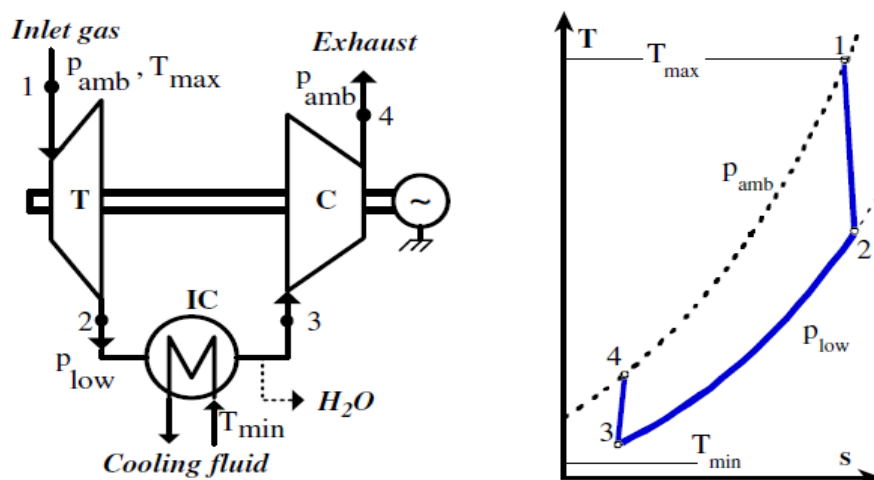 Inlet gas
p_amb , T_max
1
Exhaust
p_amb
4
T
C
~
2
IC
3
p_low
H₂O
T_min
Cooling fluid
T
T_max
1
p_amb
2
p_low
4
3
T_min
s